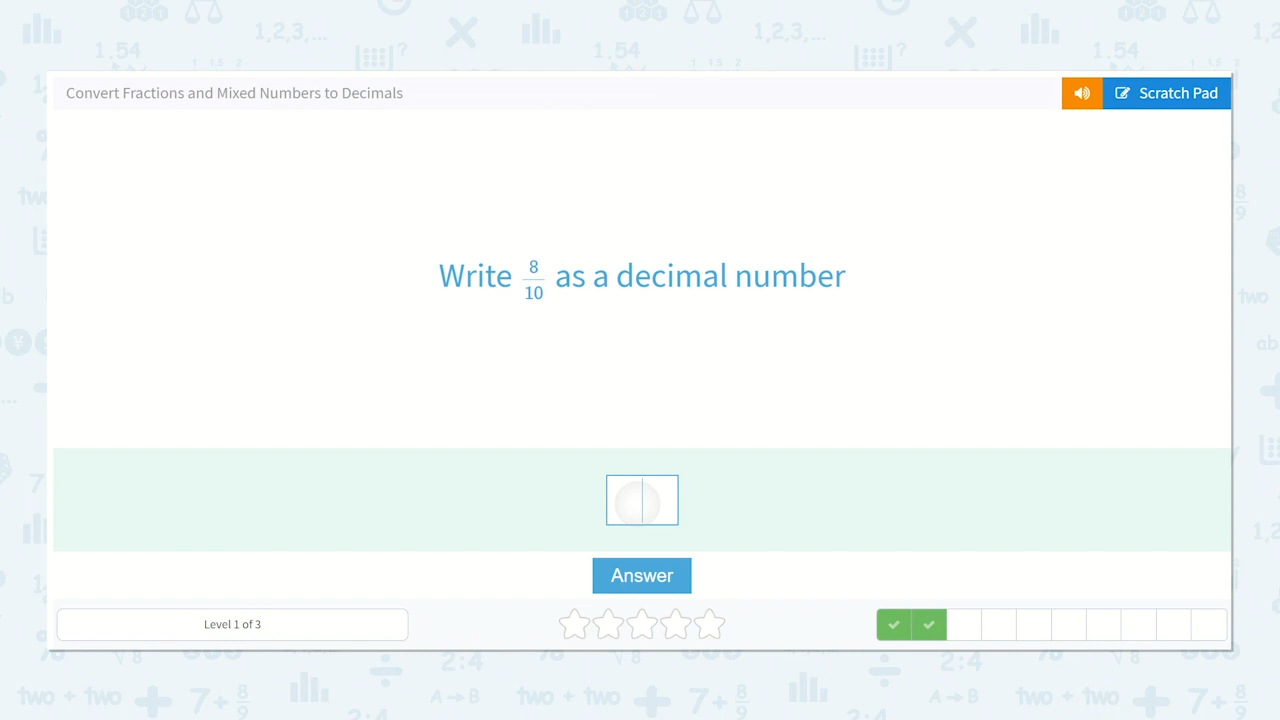 Convert Fractions and Mixed Numbers to Decimals
Scratch Pad
Write 8/10 as a decimal number
Answer
Level 1 of 3